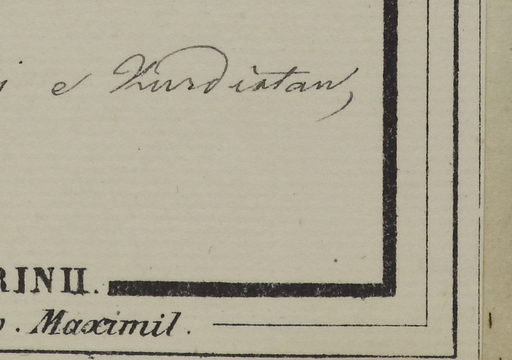 e Kurdistan,
RINII.
. Maximil.